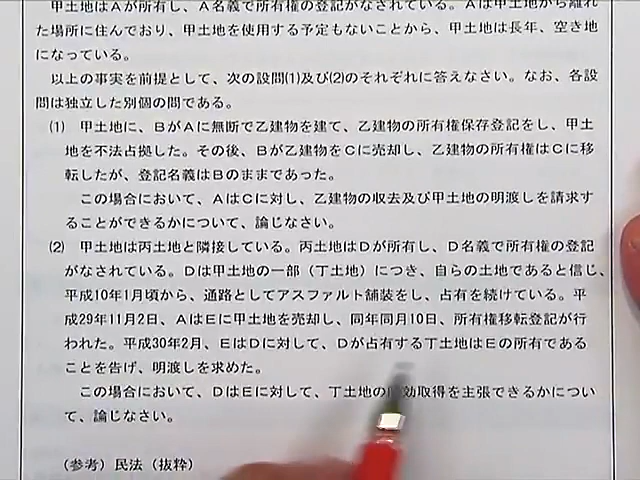 甲土地はAが所有し、A名義で所有権の登記がなされている。Aは甲土地から離れ
た場所に住んでおり、甲土地を使用する予定もないことから、甲土地は長年、空き地
になっている。
以上の事実を前提として、次の設問(1)及び(2)のそれぞれに答えなさい。なお、各設
問は独立した別個の問である。
(1) 甲土地に、BがAに無断で乙建物を建て、乙建物の所有権保存登記をし、甲土
地を不法占拠した。その後、Bが乙建物をCに売却し、乙建物の所有権はCに移
転したが、登記名義はBのままであった。
この場合において、AはCに対し、乙建物の収去及び甲土地の明渡しを請求す
ることができるかについて、論じなさい。
(2) 甲土地は丙土地と隣接している。丙土地はDが所有し、D名義で所有権の登記
がなされている。Dは甲土地の一部（丁土地）につき、自らの土地であると信じ、
平成10年1月頃から、通路としてアスファルト舗装をし、占有を続けている。平
成29年11月2日、AはEに甲土地を売却し、同年同月10日、所有権移転登記が行
われた。平成30年2月、EはDに対して、Dが占有する丁土地はEの所有である
ことを告げ、明渡しを求めた。
この場合において、DはEに対して、丁土地の効取得を主張できるかについ
て、論じなさい。
（参考）民法（抜粋）